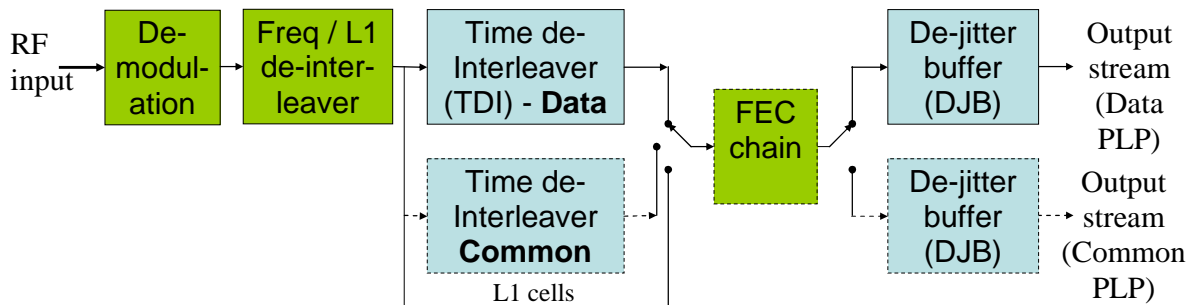 RF
input
De-
modul-
ation
Freq / L1
de-inter-
leaver
Time de-
Interleaver
(TDI) - Data
Time de-
Interleaver
Common
L1 cells
FEC
chain
De-jitter
buffer
(DJB)
Output
stream
(Data
PLP)
De-jitter
buffer
(DJB)
Output
stream
(Common
PLP)